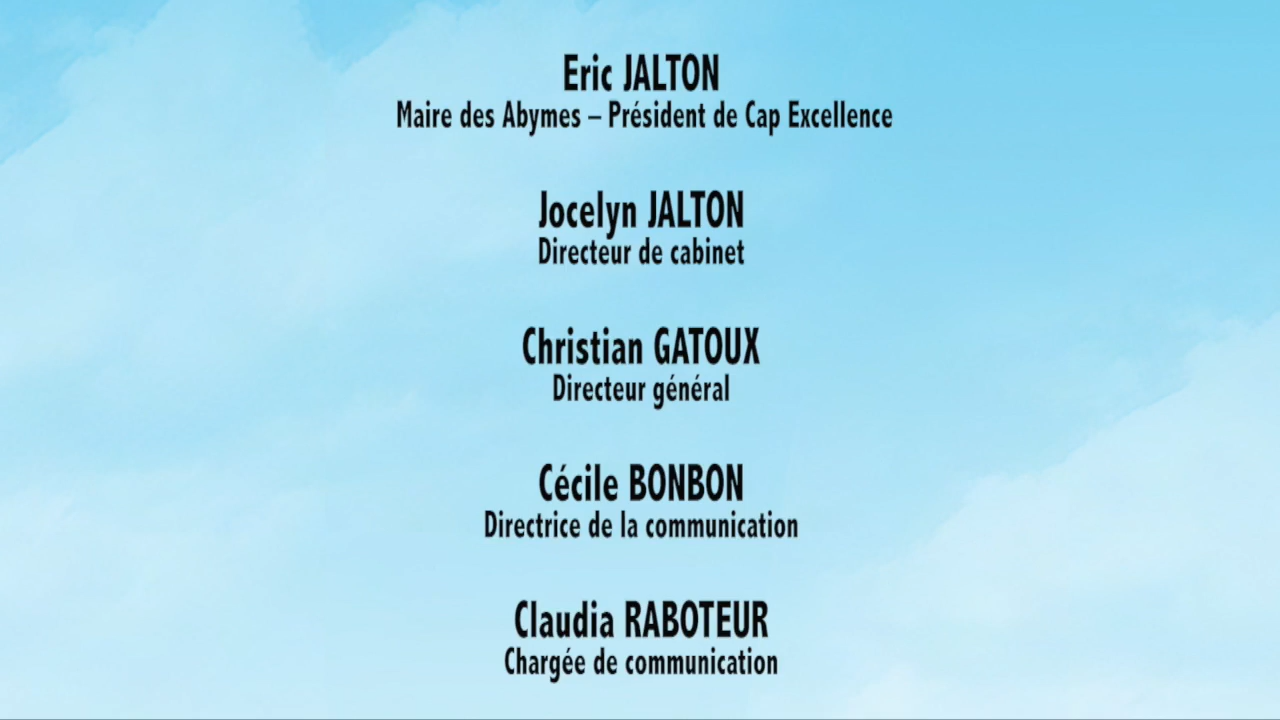 Eric JALTON
Maire des Abymes – Président de Cap Excellence
Jocelyn JALTON
Directeur de cabinet
Christian GATOUX
Directeur général
Cécile BONBON
Directrice de la communication
Claudia RABOTEUR
Chargée de communication